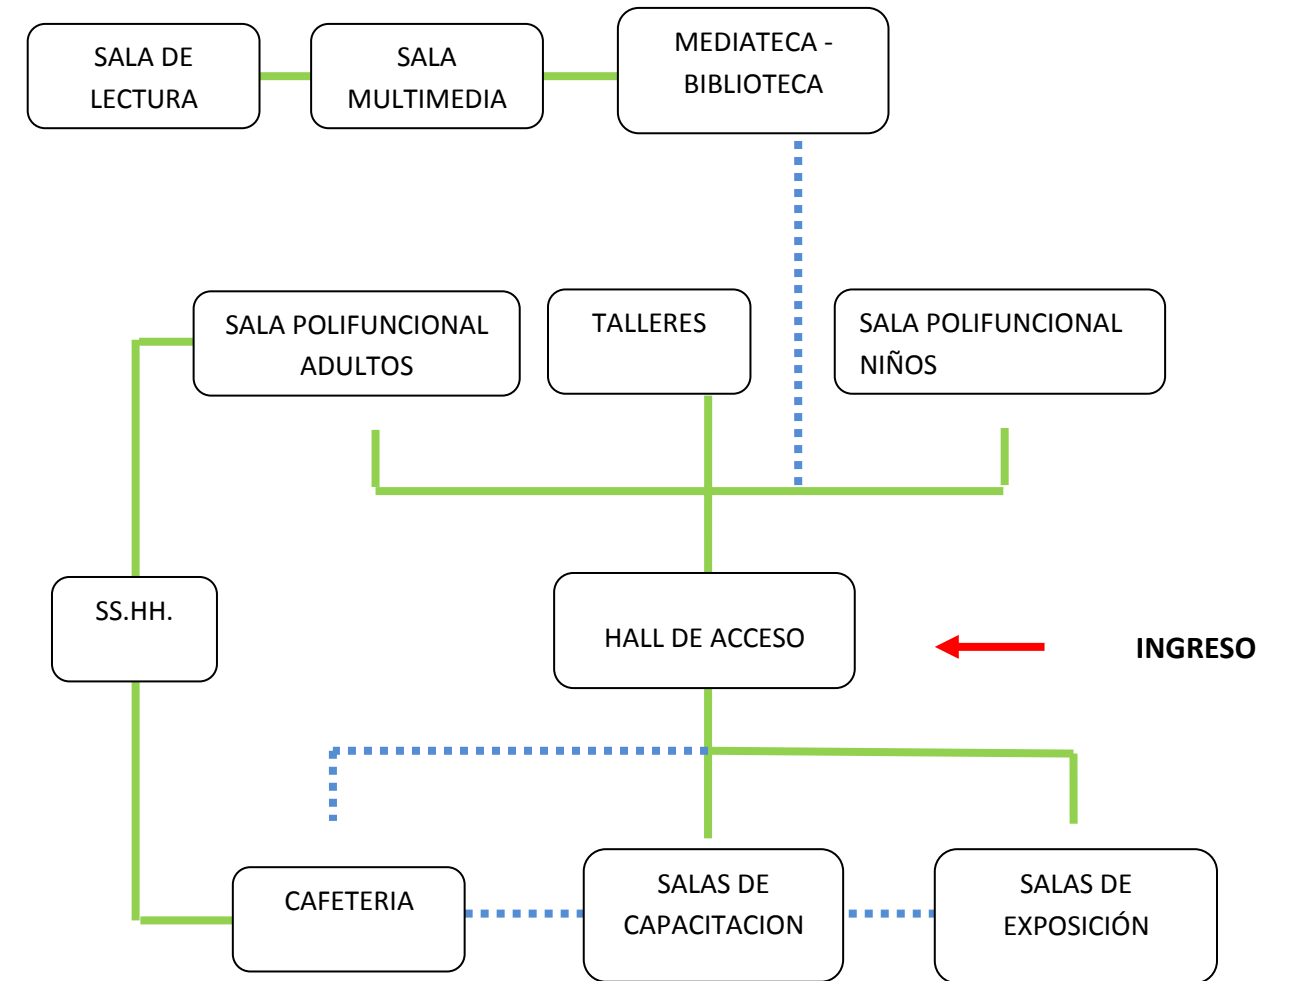 SALA DE
LECTURA
SALA
MULTIMEDIA
MEDIATECA -
BIBLIOTECA
SALA POLIFUNCIONAL
ADULTOS
TALLERES
SALA POLIFUNCIONAL
NIÑOS
SS.HH.
HALL DE ACCESO
INGRESO
CAFETERIA
SALAS DE
CAPACITACION
SALAS DE
EXPOSICIÓN